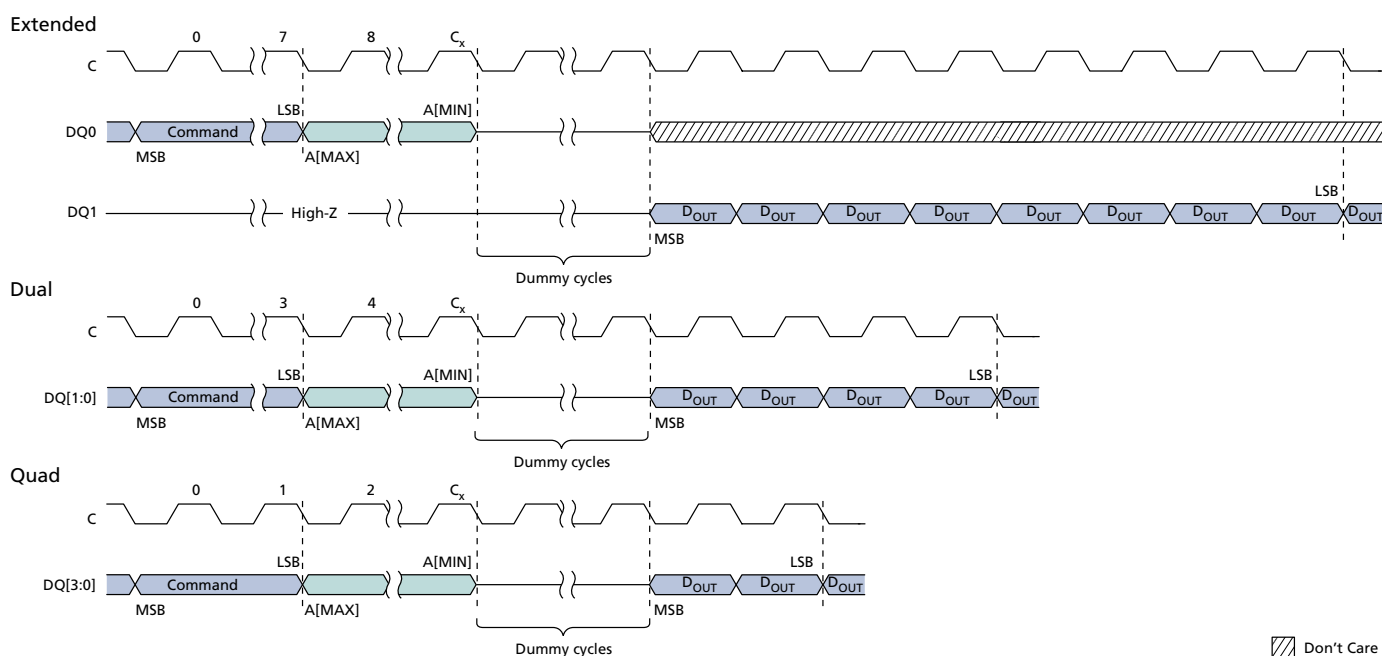 Extended
0 7 8 Cx
C
LSB A[MIN]
DQ0 Command
MSB A[MAX]
LSB
DQ1 High-Z DOUT DOUT DOUT DOUT DOUT DOUT DOUT DOUT DOUT
MSB
Dummy cycles
Dual
0 3 4 Cx
C
LSB A[MIN] LSB
DQ[1:0] Command DOUT DOUT DOUT DOUT DOUT
MSB A[MAX] MSB
Dummy cycles
Quad
0 1 2 Cx
C
LSB A[MIN] LSB
DQ[3:0] Command DOUT DOUT DOUT
MSB A[MAX] MSB
Dummy cycles
Don't Care